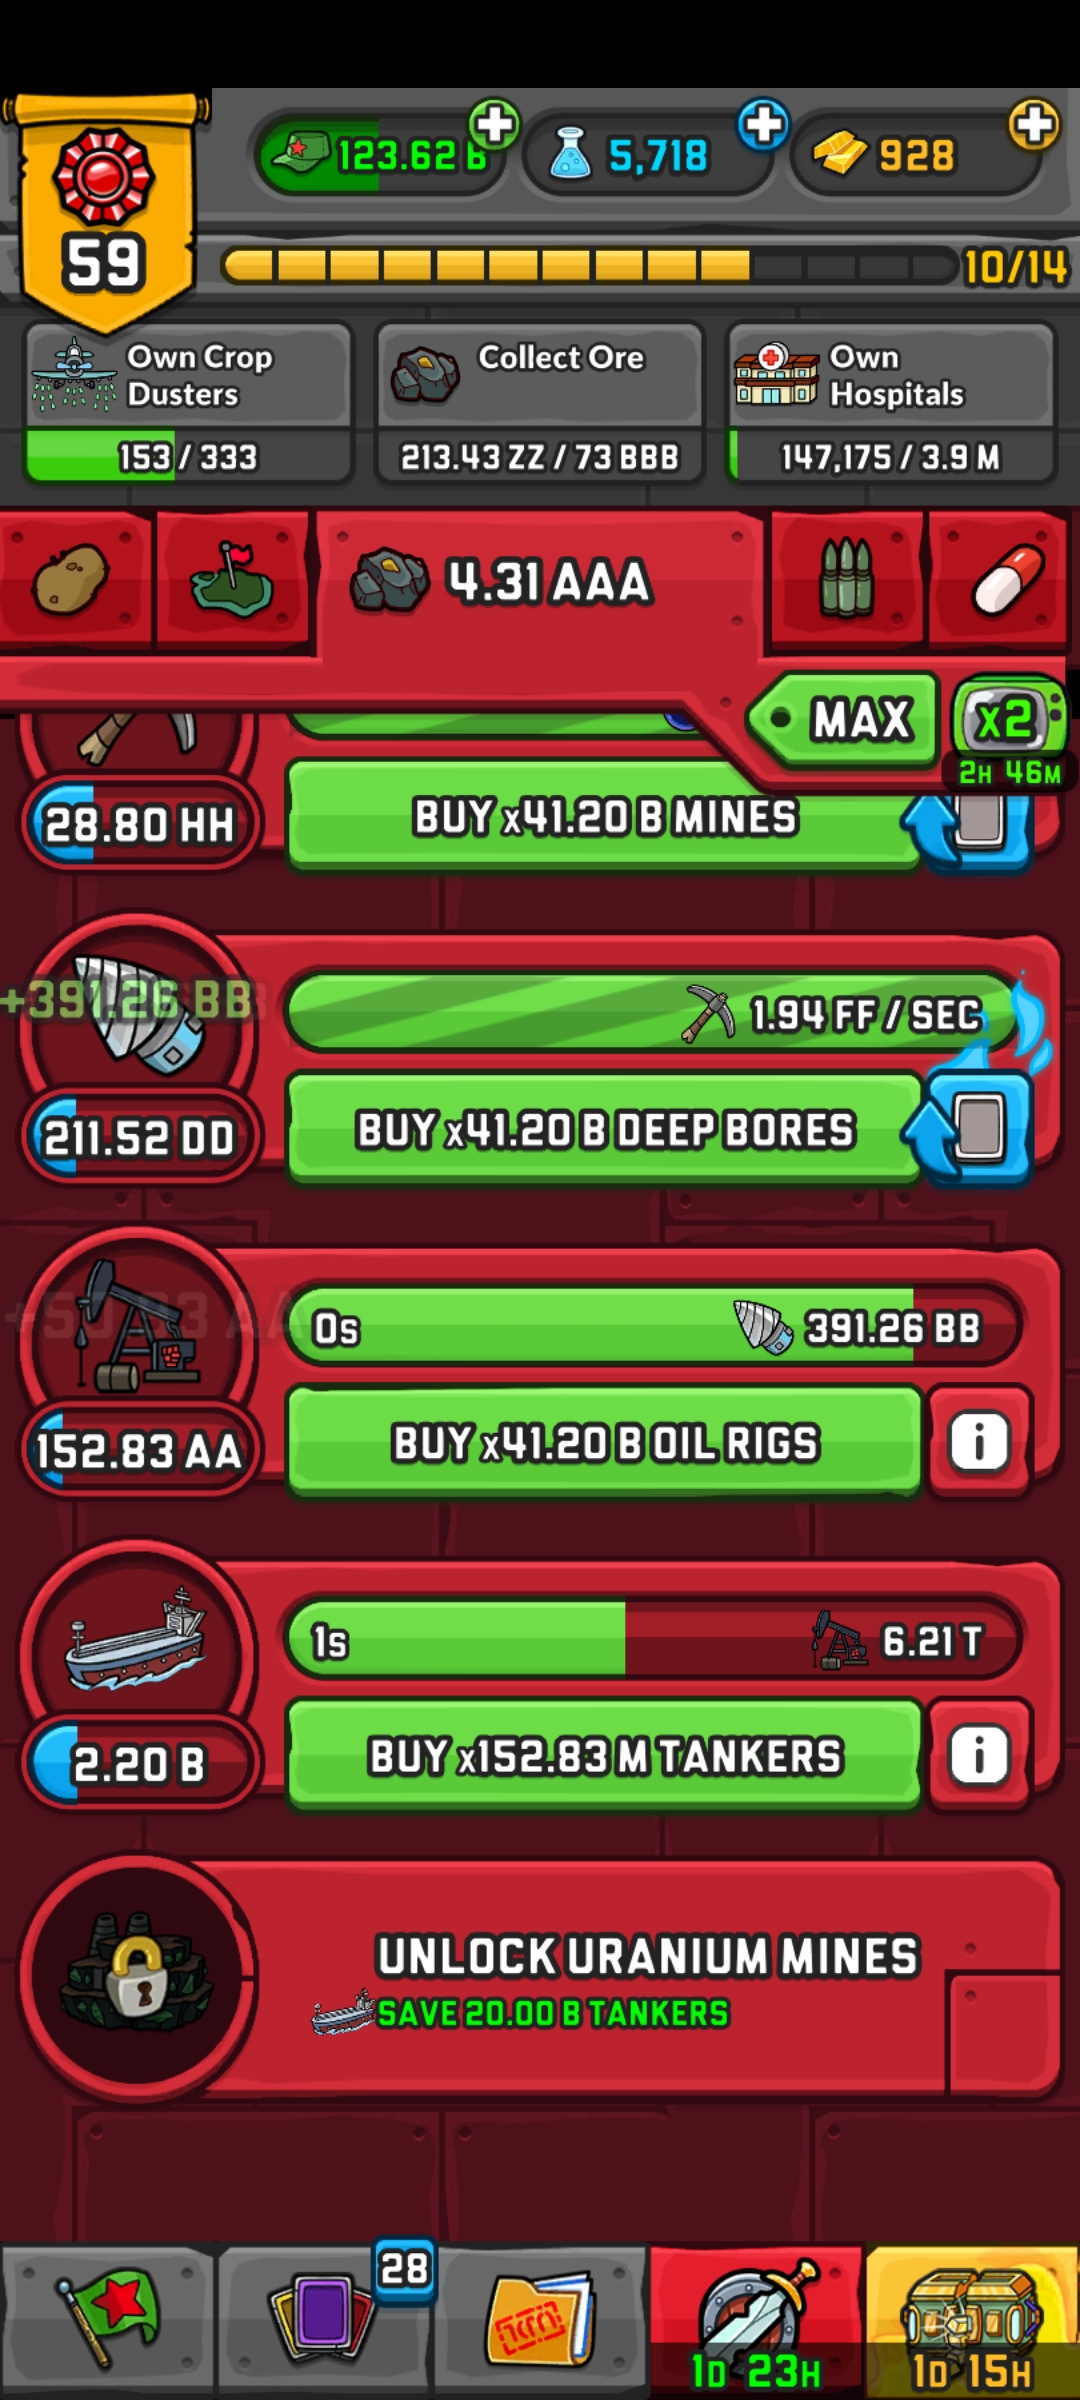 123.62 B
5,718
928
59
10/14
Own Crop
Dusters
153 / 333
Collect Ore
213.43 ZZ / 73 BBB
Own
Hospitals
147,175 / 3.9 M
4.31 AAA
MAX
x2
2H 46M
28.80 HH
BUY x41.20 B MINES
+391.26 BB
1.94 FF / SEC
211.52 DD
BUY x41.20 B DEEP BORES
0s
391.26 BB
152.83 AA
BUY x41.20 B OIL RIGS
i
1s
6.21 T
2.20 B
BUY x152.83 M TANKERS
i
UNLOCK URANIUM MINES
SAVE 20.00 B TANKERS
28
1D 23H
1D 15H